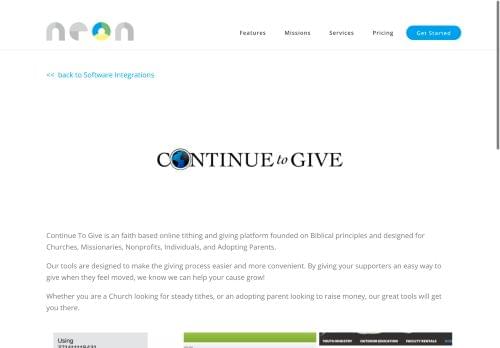 neon
Features Missions Services Pricing Get Started
<< back to Software Integrations
CONTINUE to GIVE
Continue To Give is an faith based online tithing and giving platform founded on Biblical principles and designed for
Churches, Missionaries, Nonprofits, Individuals, and Adopting Parents.
Our tools are designed to make the giving process easier and more convenient. By giving your supporters an easy way to
give when they feel moved, we know we can help your cause grow!
Whether you are a Church looking for steady tithes, or an adopting parent looking to raise money, our great tools will get
you there.
Using
YOUTH MINISTRY OUTDOOR EDUCATION FACULTY RENTALS